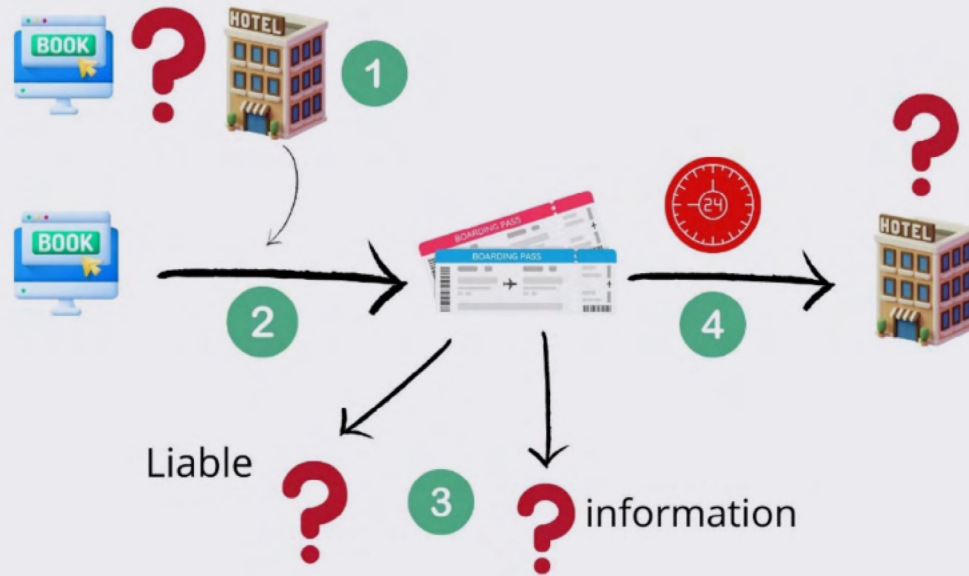 BOOK
HOTEL
1
BOOK
2
BOARDING PASS
BOARDING PASS
24
4
HOTEL
Liable
3
information